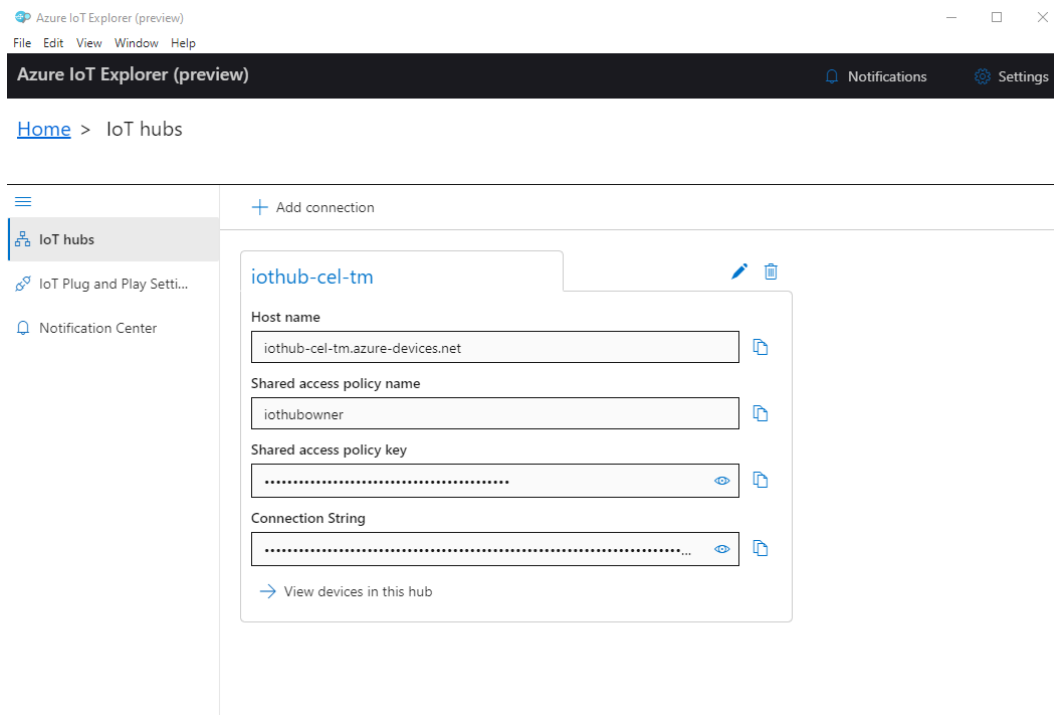 Azure IoT Explorer (preview)
File Edit View Window Help
Azure IoT Explorer (preview)
Notifications
Settings
Home > IoT hubs
Add connection
IoT hubs
IoT Plug and Play Setti...
Notification Center
iothub-cel-tm
Host name
iothub-cel-tm.azure-devices.net
Shared access policy name
iothubowner
Shared access policy key
•••••••••••••••••••••••••••••••••••••••••••
Connection String
•••••••••••••••••••••••••••••••••••••••••••••••••••••••••••••••••••••••••...
View devices in this hub